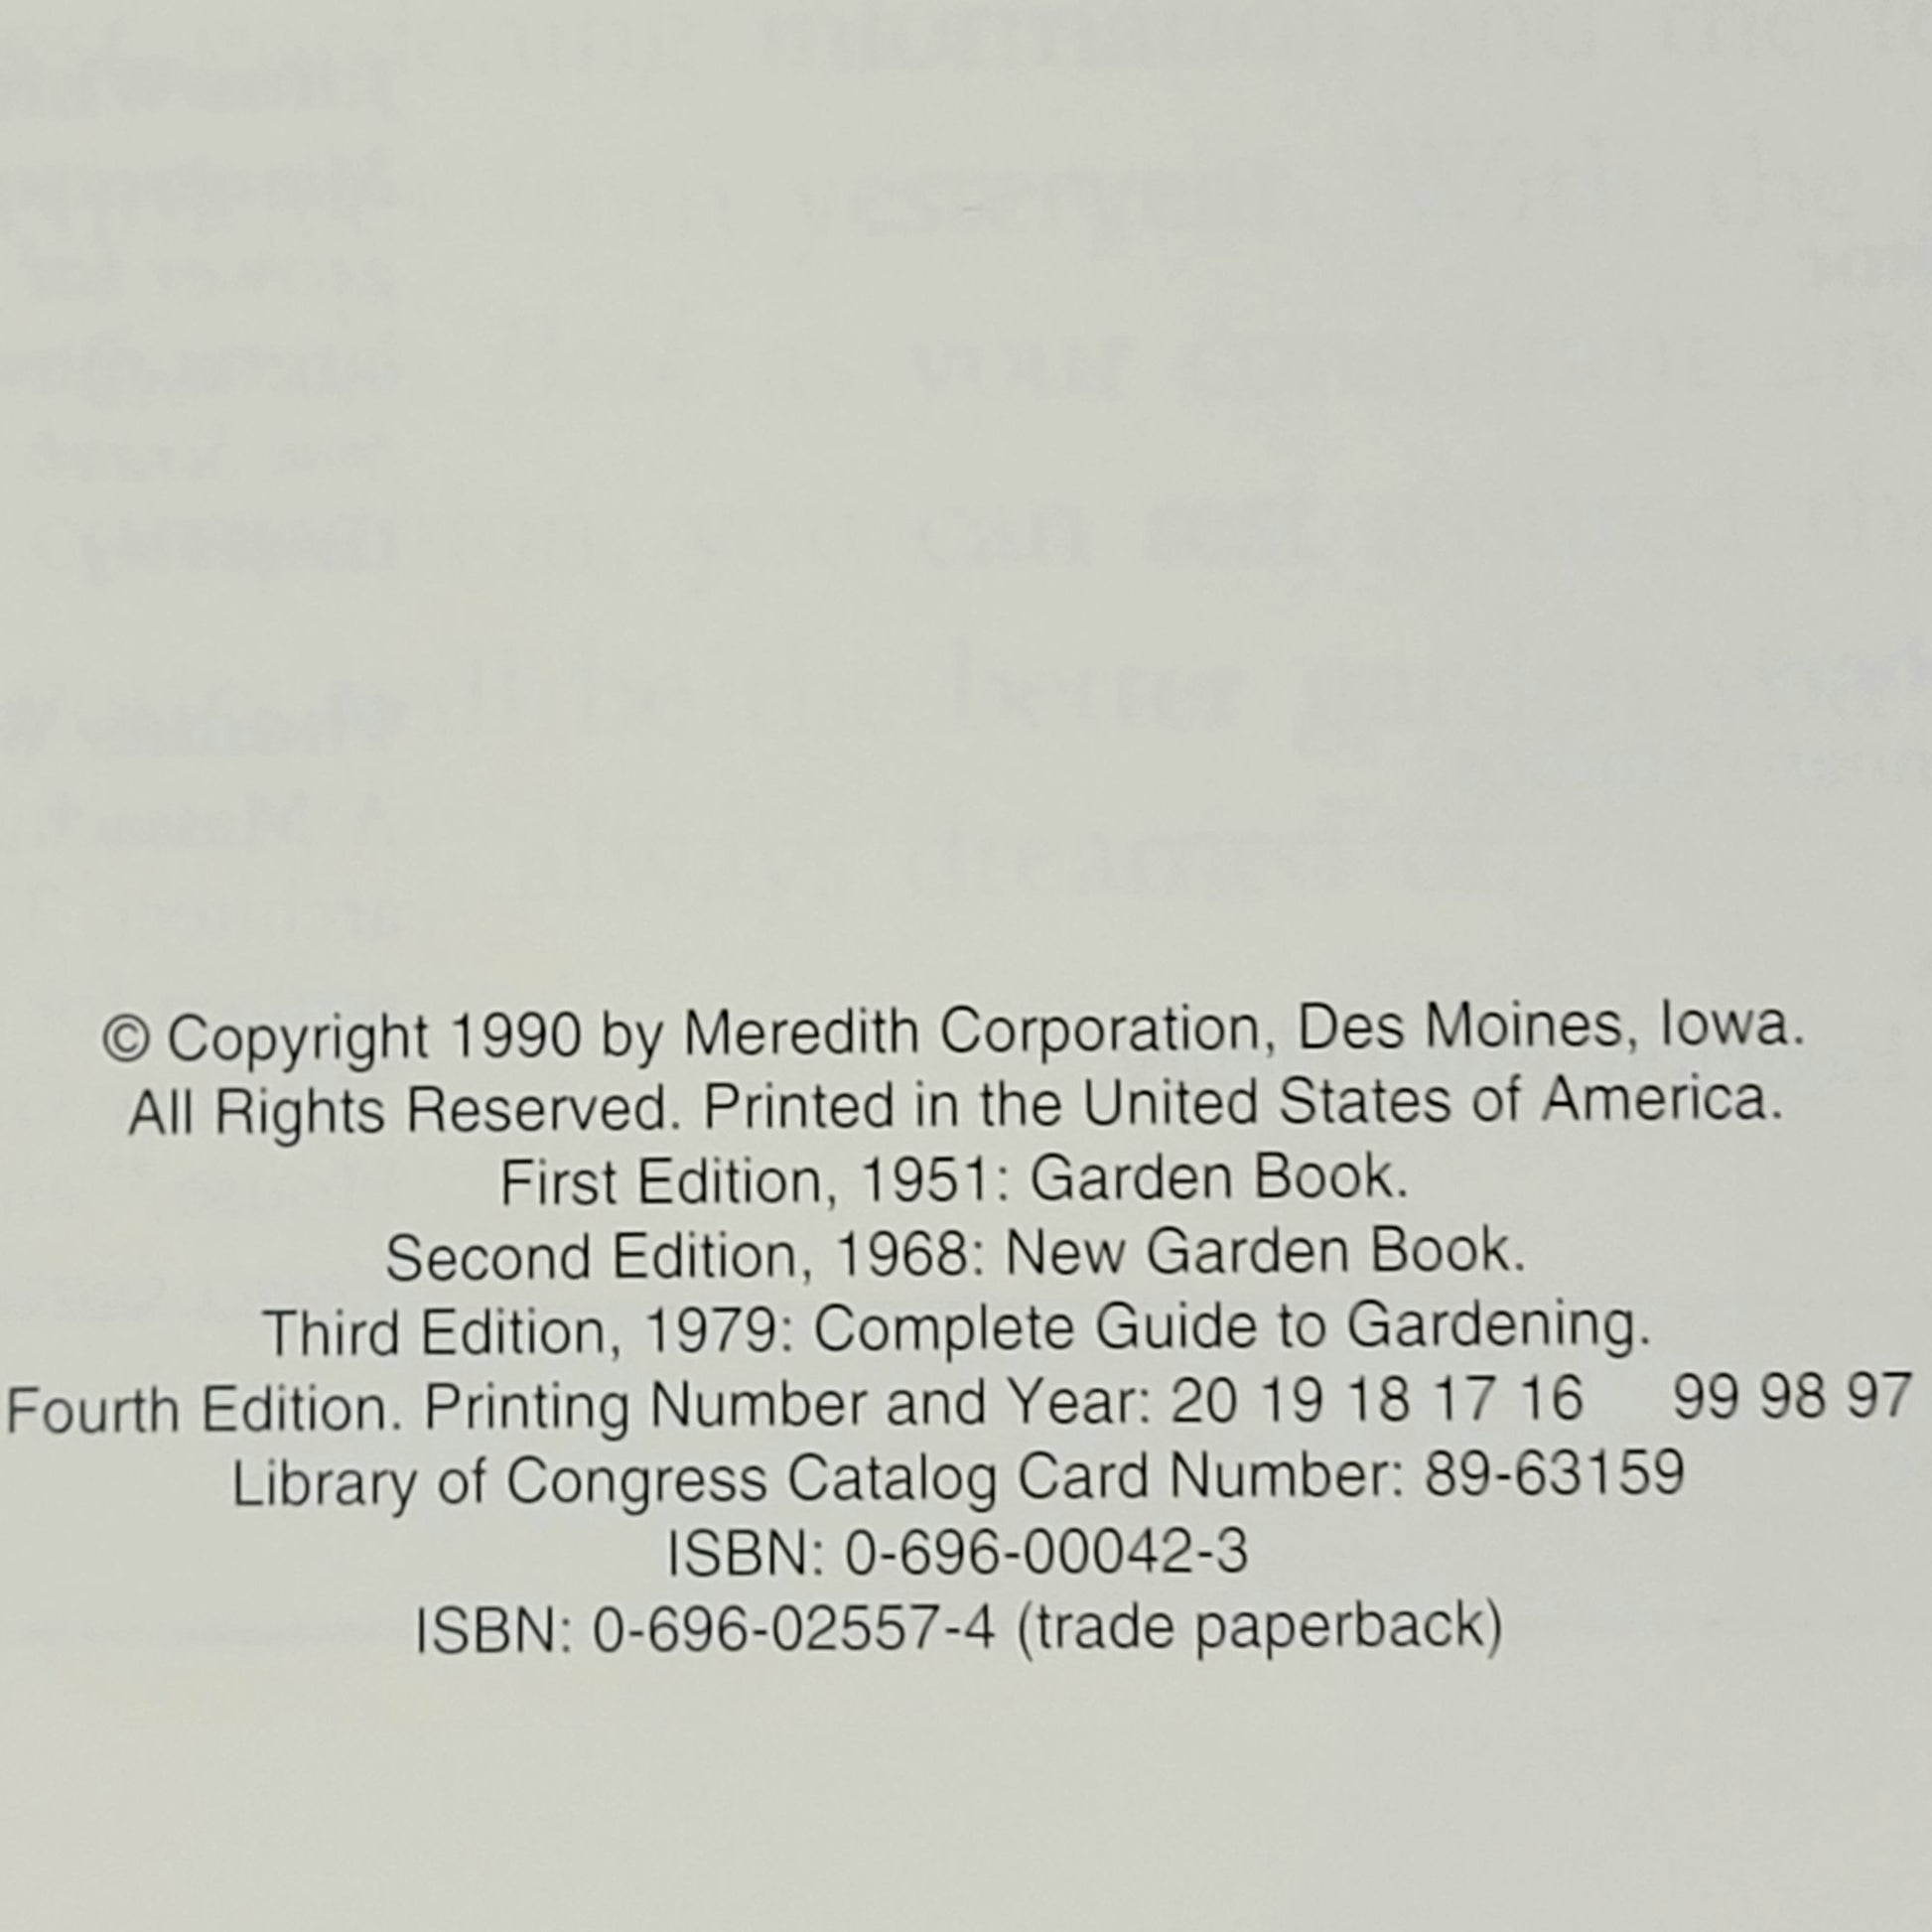 © Copyright 1990 by Meredith Corporation, Des Moines, Iowa.
All Rights Reserved. Printed in the United States of America.
First Edition, 1951: Garden Book.
Second Edition, 1968: New Garden Book.
Third Edition, 1979: Complete Guide to Gardening.
Fourth Edition. Printing Number and Year: 20 19 18 17 16 99 98 97
Library of Congress Catalog Card Number: 89-63159
ISBN: 0-696-00042-3
ISBN: 0-696-02557-4 (trade paperback)